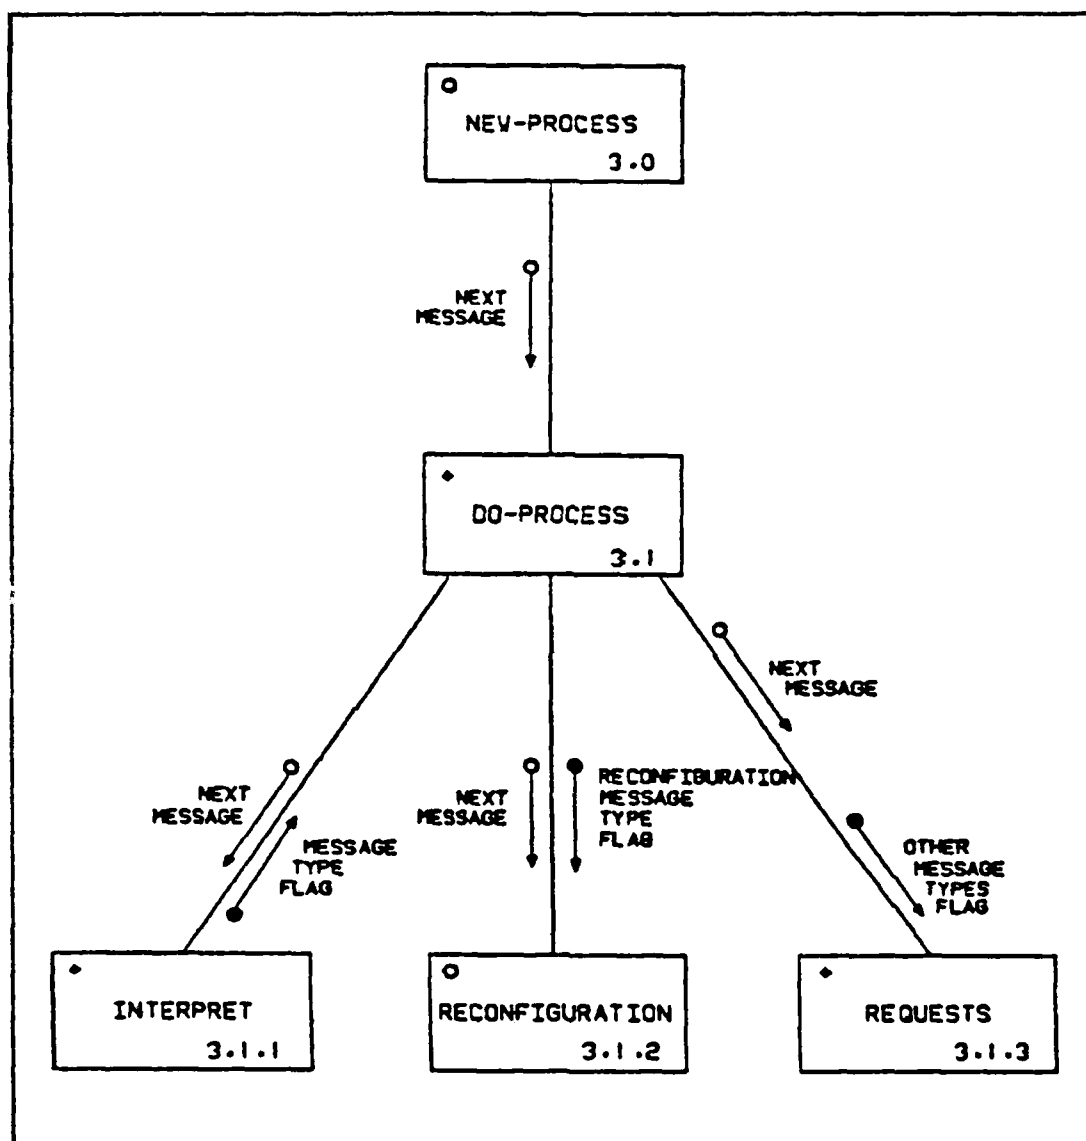 NEW-PROCESS
3.0
NEXT
MESSAGE
DO-PROCESS
3.1
NEXT
MESSAGE
NEXT
MESSAGE
MESSAGE
TYPE
FLAG
NEXT
MESSAGE
RECONFIBURATION
MESSAGE
TYPE
FLAG
OTHER
MESSAGE
TYPES
FLAG
INTERPRET
3.1.1
RECONFIGURATION
3.1.2
REQUESTS
3.1.3